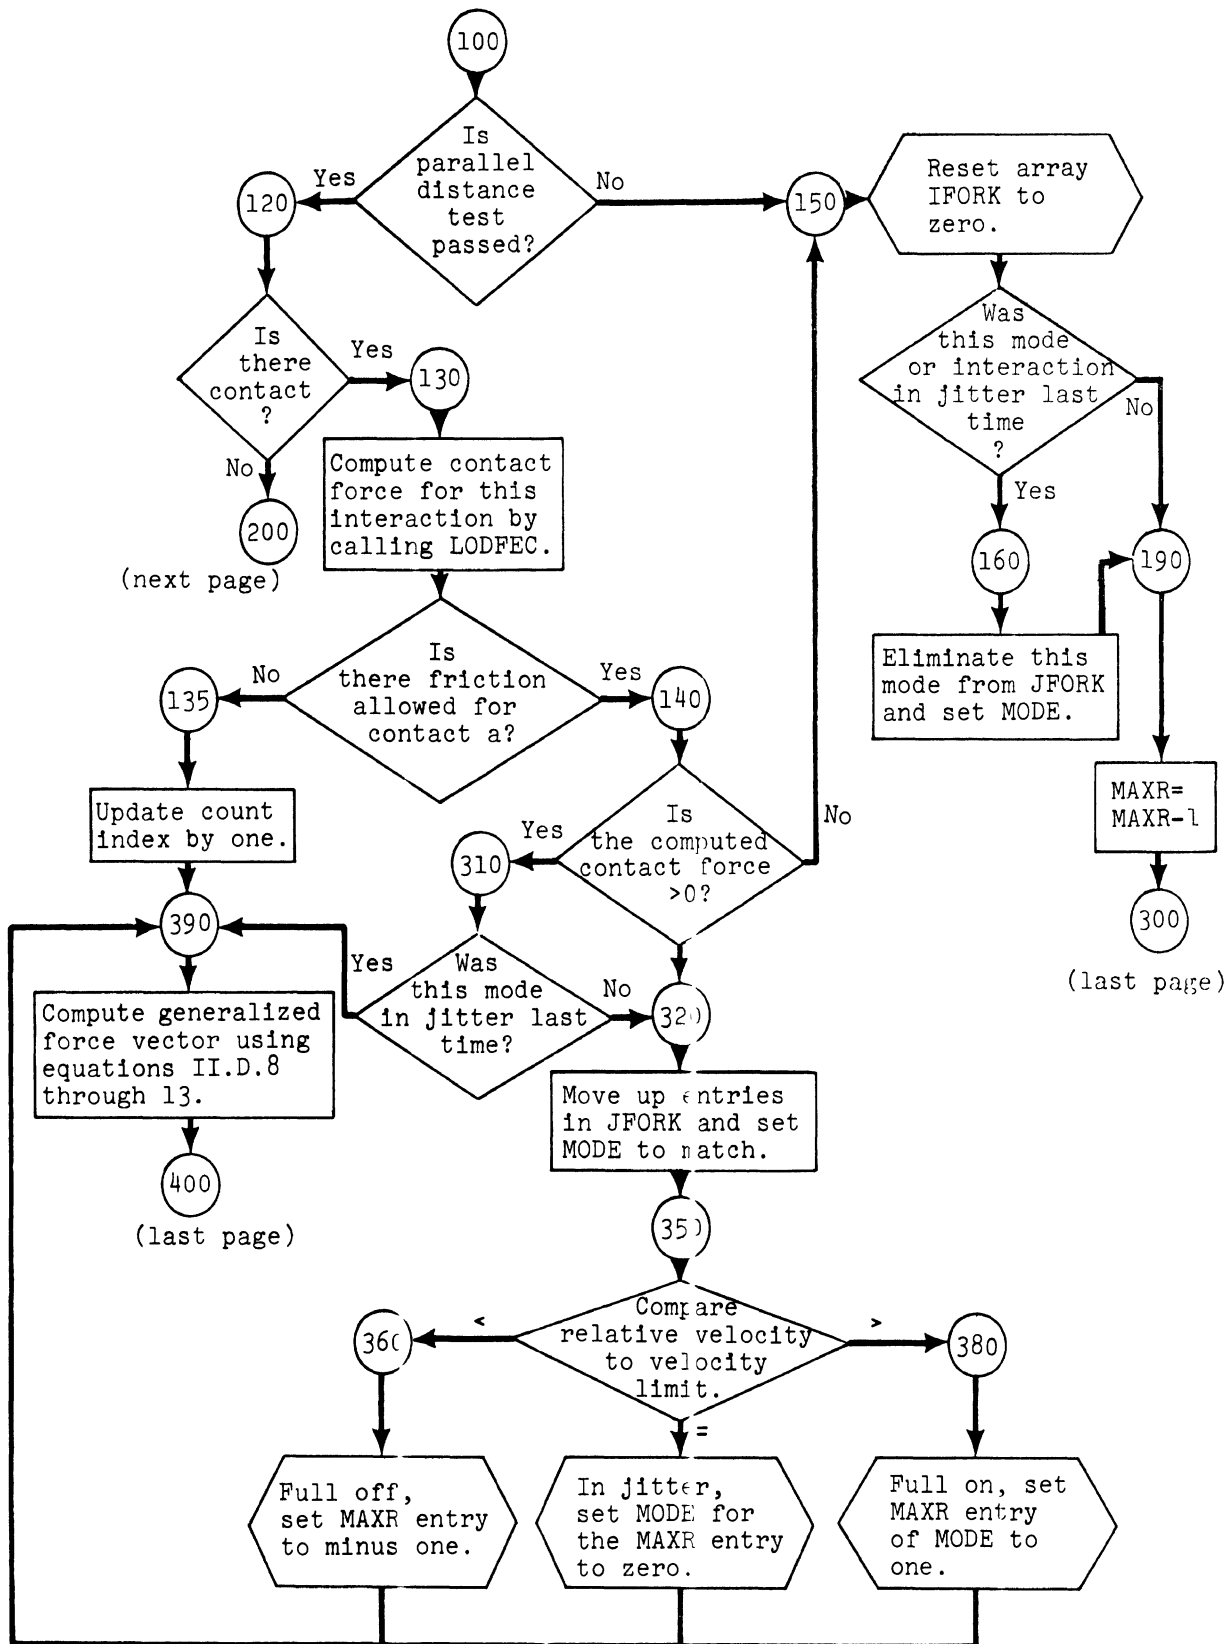 100
Is
parallel
distance
test
passed?
Yes
No
120
150
Reset array
IFORK to
zero.
Is
there
contact
?
Yes
No
130
200
(next page)
Was
this mode
or interaction
in jitter last
time
?
No
Yes
160
190
Compute contact
force for this
interaction by
calling LODFEC.
Eliminate this
mode from JFORK
and set MODE.
MAXR=
MAXR-1
300
(last page)
Is
there friction
allowed for
contact a?
No
Yes
135
140
Update count
index by one.
Is
the computed
contact force
>0?
Yes
No
310
390
Was
this mode
in jitter last
time?
Yes
No
320
Compute generalized
force vector using
equations II.D.8
through 13.
400
(last page)
Move up entries
in JFORK and set
MODE to match.
350
Compare
relative velocity
to velocity
limit.
<
>
=
360
380
Full off,
set MAXR entry
to minus one.
In jitter,
set MODE for
the MAXR entry
to zero.
Full on, set
MAXR entry
of MODE to
one.